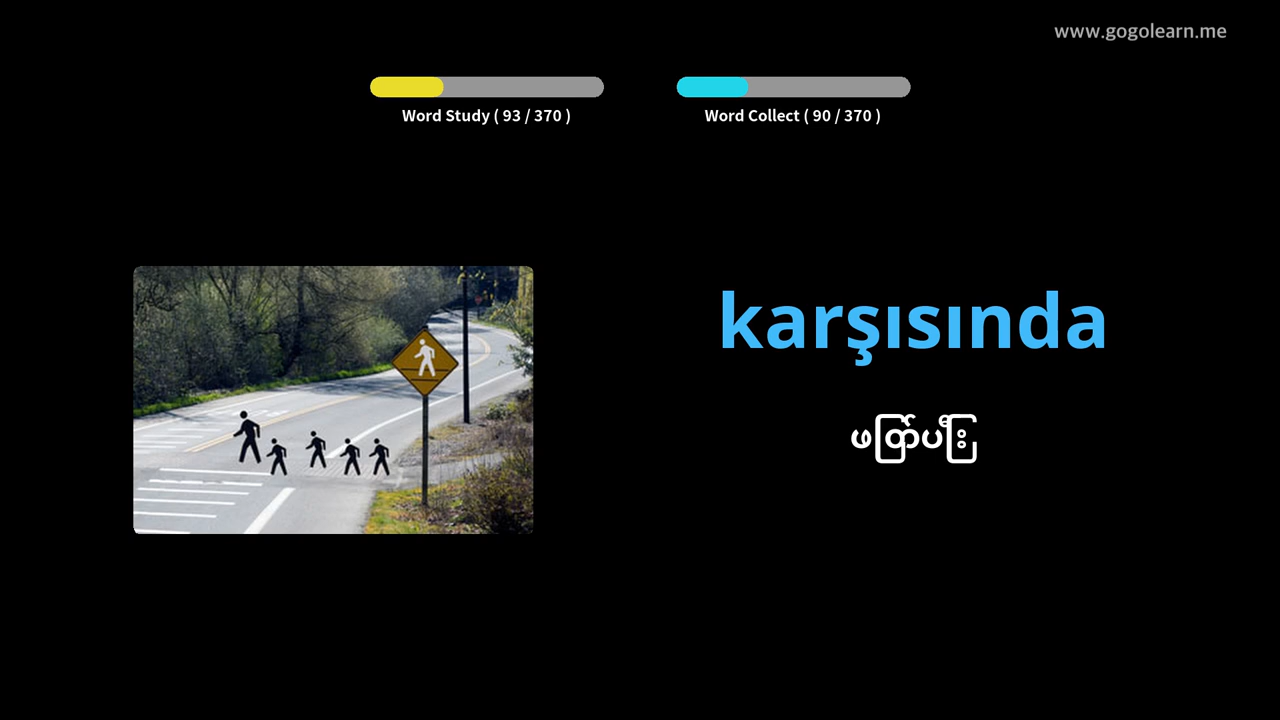 www.gogolearn.me
Word Study ( 93 / 370 )
Word Collect ( 90 / 370 )
karşısında
ဖြတ်ပြီး